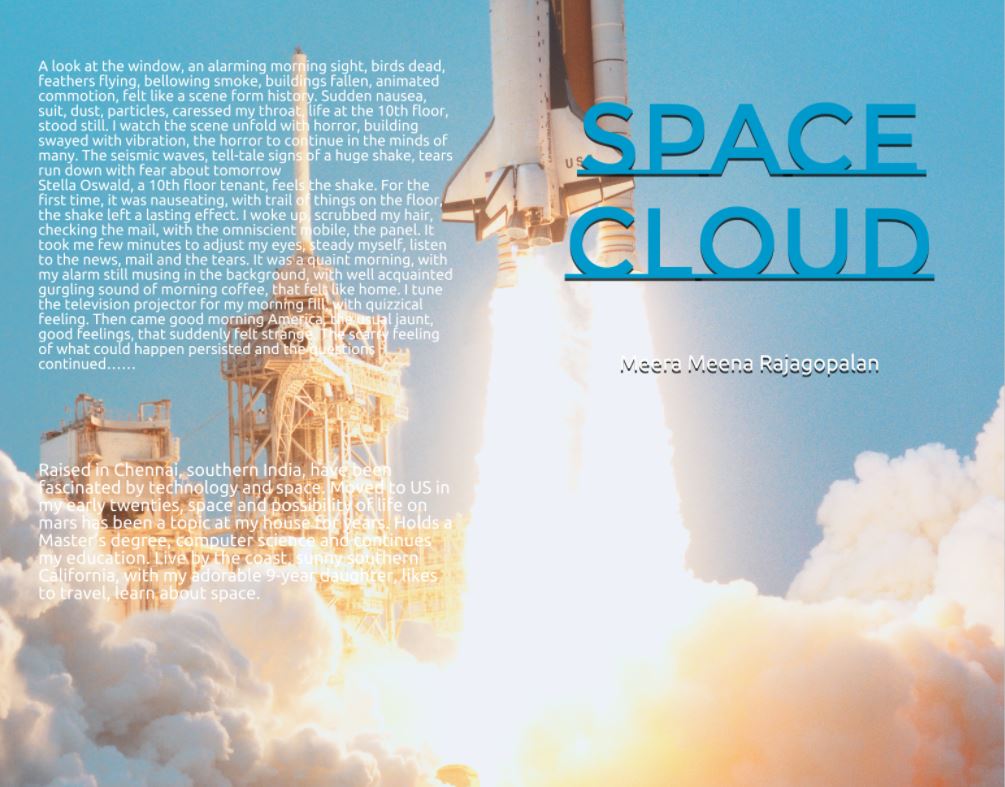 A look at the window, an alarming morning sight, birds dead,
feathers flying, bellowing smoke, buildings fallen, animated
commotion, felt like a scene form history. Sudden nausea,
suit, dust, particles, caressed my throat, life at the 10th floor,
stood still. I watch the scene unfold with horror, building
swayed with vibration, the horror to continue in the minds of
many. The seismic waves, tell-tale signs of a huge shake, tears
run down with fear about tomorrow
Stella Oswald, a 10th floor tenant, feels the shake. For the
first time, it was nauseating, with trail of things on the floor,
the shake left a lasting effect. I woke up, scrubbed my hair,
checking the mail, with the omniscient mobile, the panel. It
took me few minutes to adjust my eyes, steady myself, listen
to the news, mail and the tears. It was a quaint morning, with
my alarm still musing in the background, with well acquainted
gurgling sound of morning coffee, that felt like home. I tune
the television projector for my morning fill, with quizzical
feeling. Then came good morning America, the usual jaunt,
good feelings, that suddenly felt strange. The scarry feeling
of what could happen persisted and the questions
continued……
Raised in Chennai, southern India, have been
fascinated by technology and space. Moved to US in
my early twenties, space and possibility of life on
mars has been a topic at my house for years. Holds a
Master's degree, computer science and continues
my education. Live by the coast, sunny southern
California, with my adorable 9-year daughter, likes
to travel, learn about space.
US
SPACE
CLOUD
Meera Meena Rajagopalan